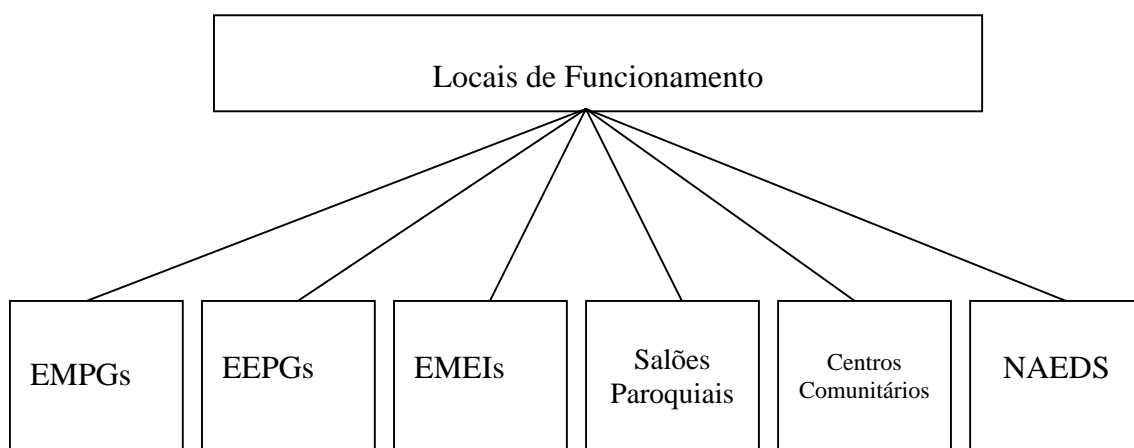 Locais de Funcionamento
EMPGs
EEPGs
EMEIs
Salões
Paroquiais
Centros
Comunitários
NAEDS